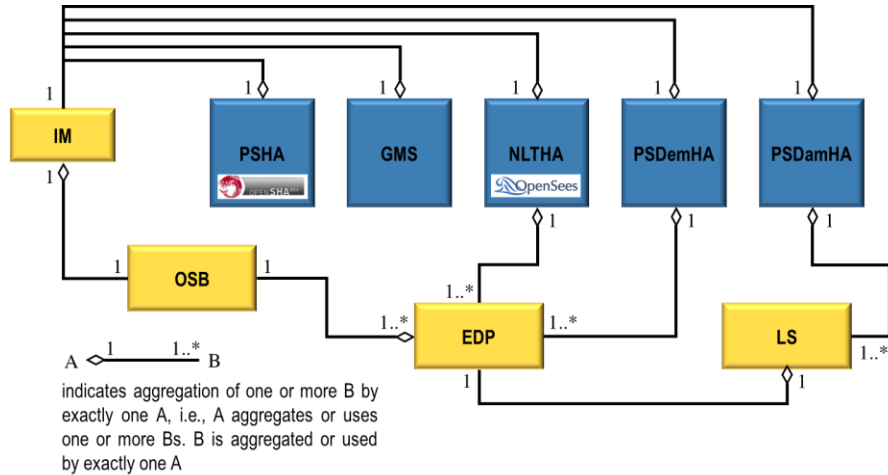 1 1 1 1 1 1
IM
PSHA
OPENSHA
GMS
NLTHA
OpenSees
PSDemHA
PSDamHA
1
1 1 1
1 OSB 1
1..*
1..* EDP 1..*
LS
1..*
1 1
A 1 1..* B
indicates aggregation of one or more B by
exactly one A, i.e., A aggregates or uses
one or more Bs. B is aggregated or used
by exactly one A